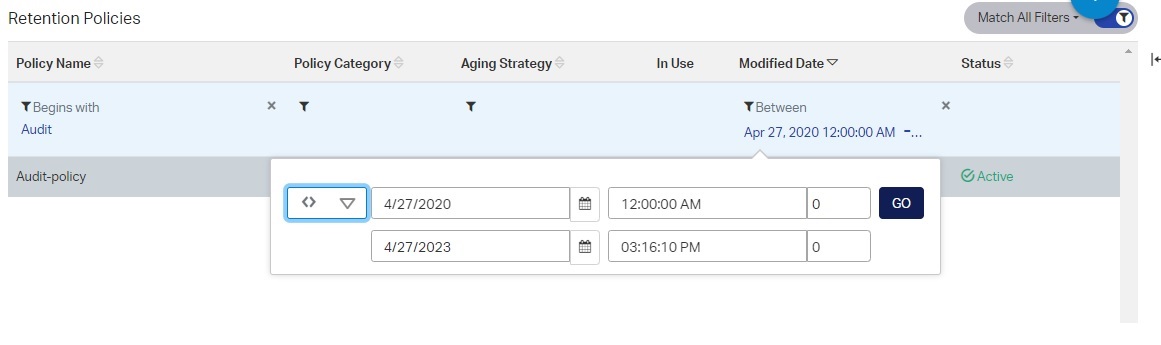 Retention Policies
Match All Filters
Policy Name Policy Category Aging Strategy In Use Modified Date Status
Begins with × Between ×
Audit Apr 27, 2020 12:00:00 AM –...
Audit-policy Active
<> 4/27/2020 12:00:00 AM 0 GO
4/27/2023 03:16:10 PM 0